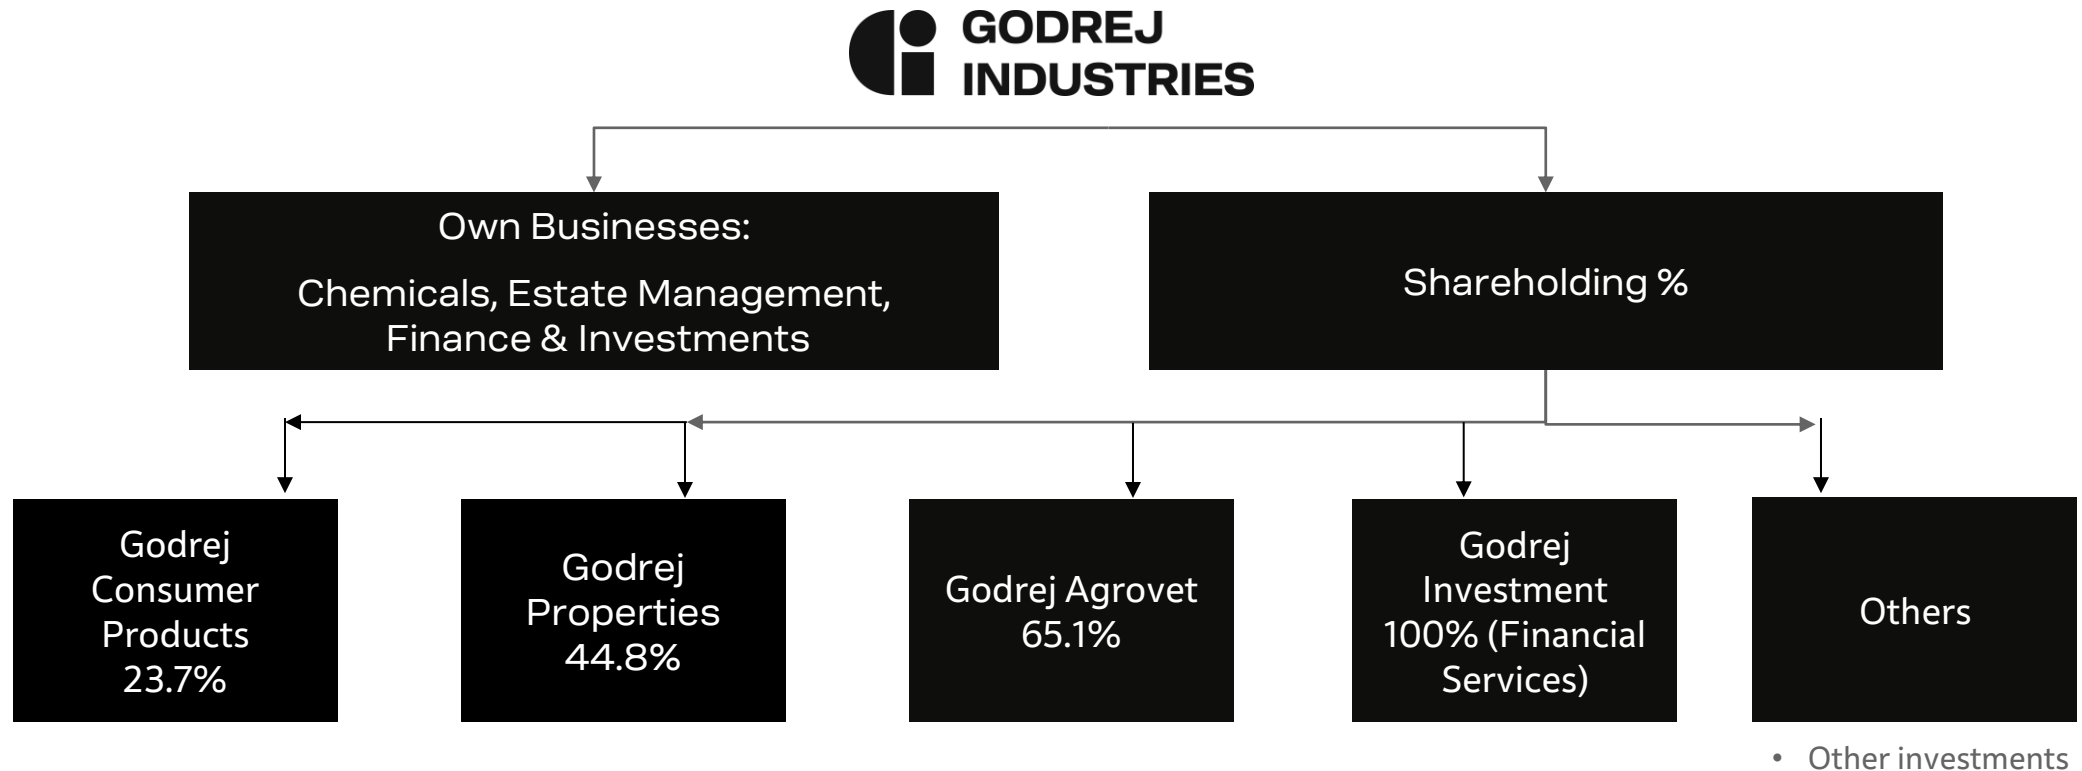 GODREJ
INDUSTRIES
Own Businesses:
Chemicals, Estate Management,
Finance & Investments
Shareholding %
Godrej
Consumer
Products
23.7%
Godrej
Properties
44.8%
Godrej Agrovet
65.1%
Godrej
Investment
100% (Financial
Services)
Others
• Other investments